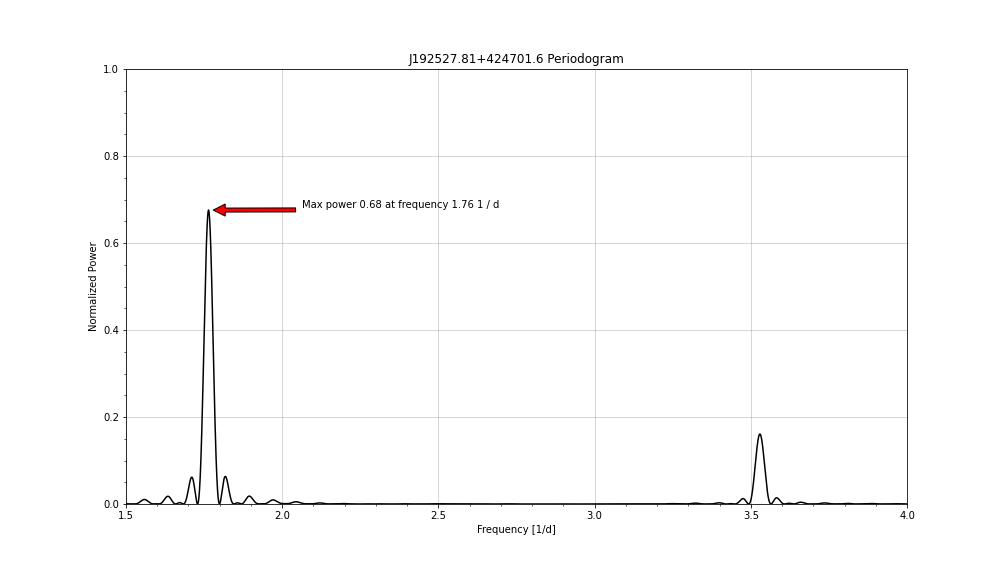 J192527.81+424701.6 Periodogram
1.0
0.8
0.6
0.4
0.2
0.0
Normalized Power
Max power 0.68 at frequency 1.76 1 / d
1.5 2.0 2.5 3.0 3.5 4.0
Frequency [1/d]